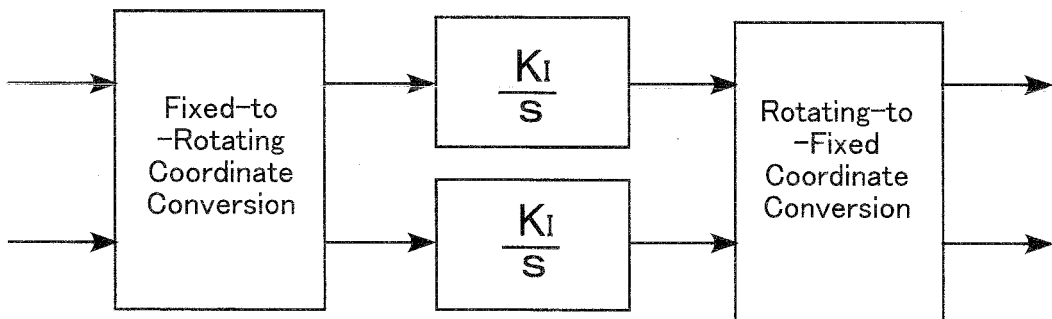 Fixed-to
-Rotating
Coordinate
Conversion
KI
S
KI
S
Rotating-to
-Fixed
Coordinate
Conversion